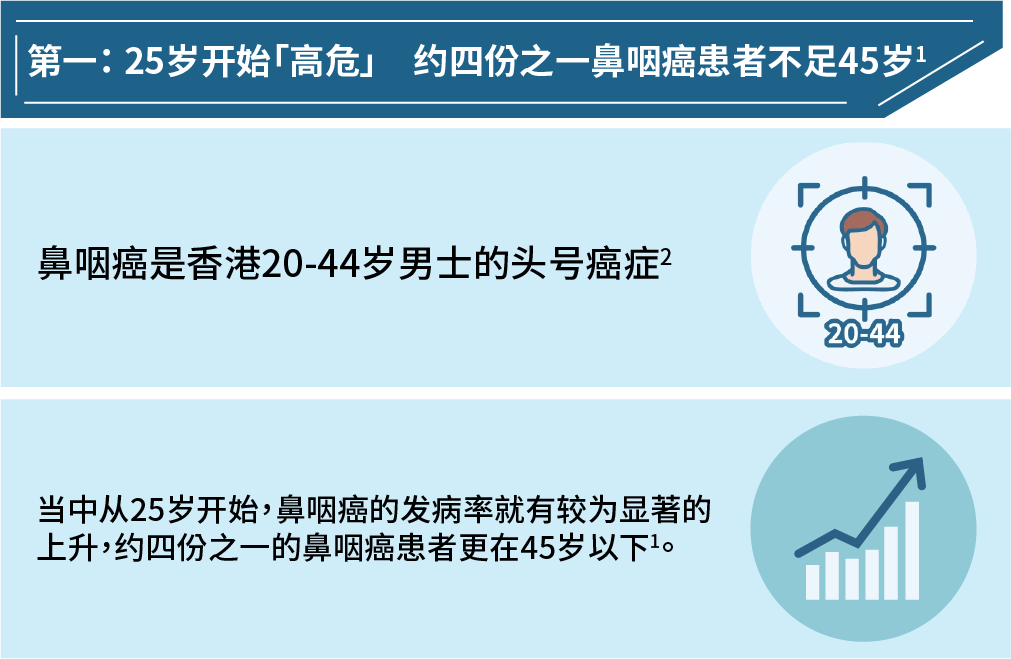 第一：25岁开始「高危」 约四份之一鼻咽癌患者不足45岁¹
鼻咽癌是香港20-44岁男士的头号癌症²
20-44
当中从25岁开始，鼻咽癌的发病率就有较为显著的
上升，约四份之一的鼻咽癌患者更在45岁以下¹。